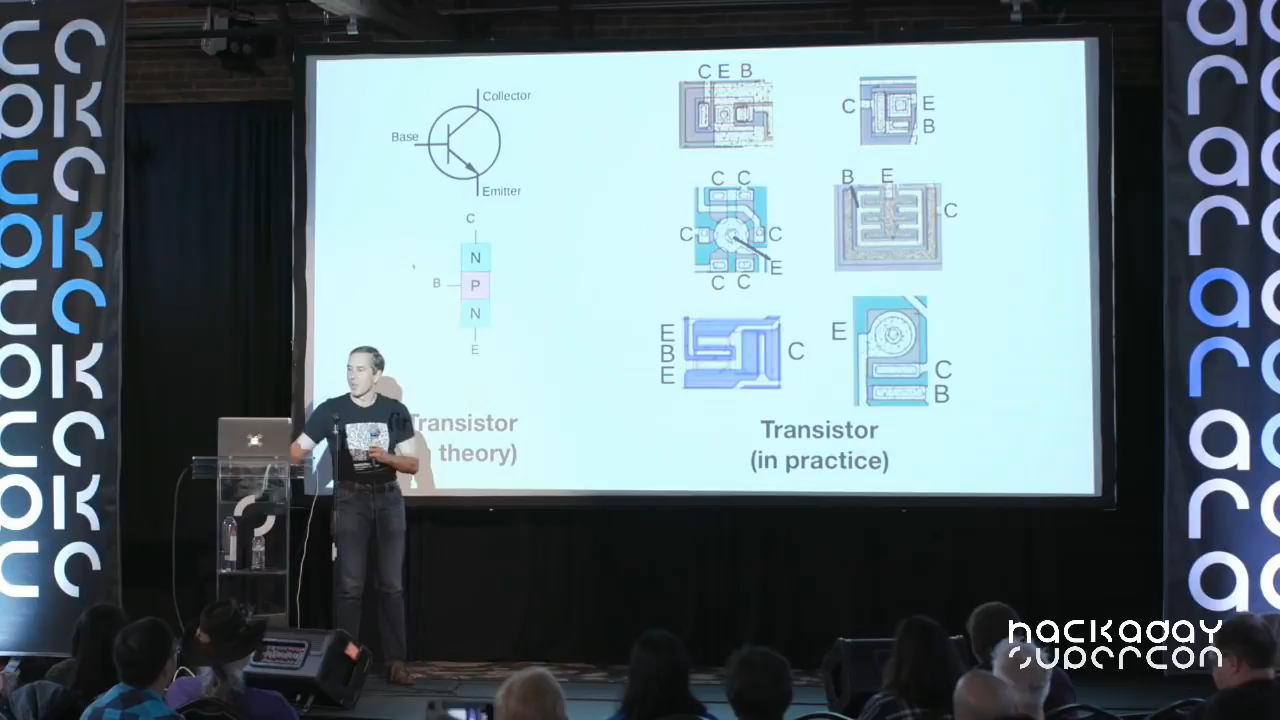 Collector
Base
Emitter
C
N
B
P
N
E
Transistor
theory)
C E B
C
E
B
C C
C C
E
C C
B E
C
E
B
E
C
E
C
B
Transistor
(in practice)
hackaday
supercon